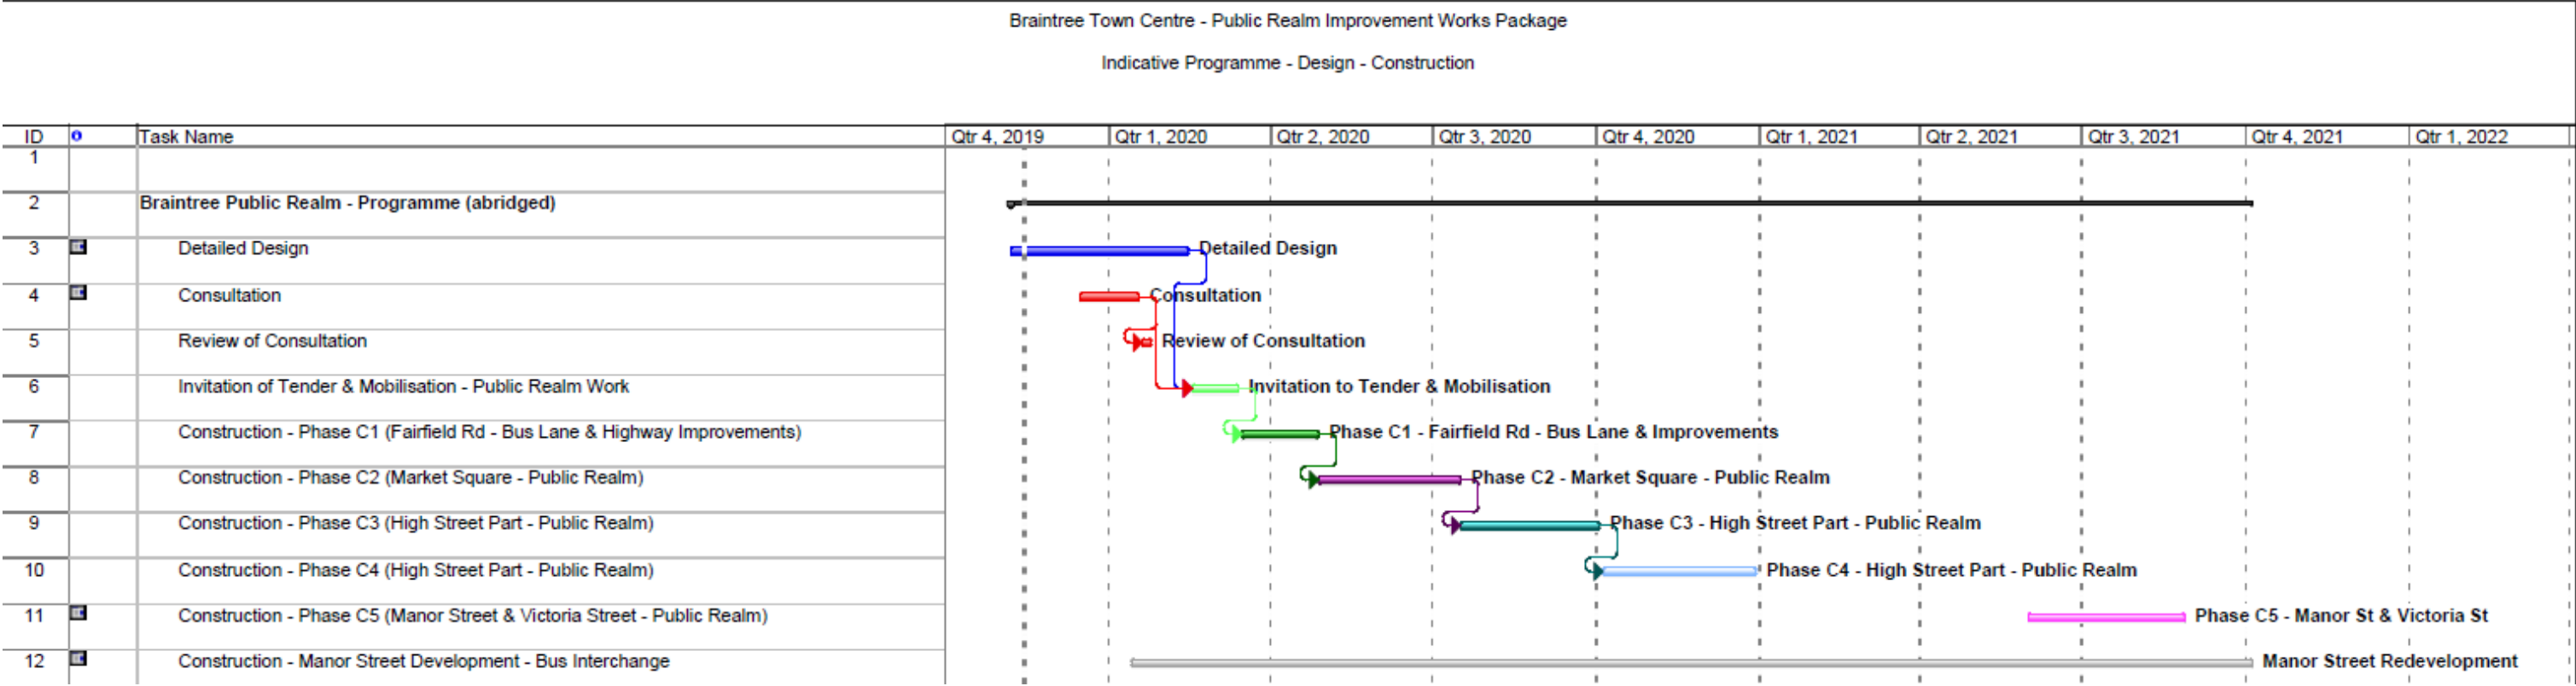 Braintree Town Centre - Public Realm Improvement Works Package
Indicative Programme - Design - Construction
ID Task Name Qtr 4, 2019 Qtr 1, 2020 Qtr 2, 2020 Qtr 3, 2020 Qtr 4, 2020 Qtr 1, 2021 Qtr 2, 2021 Qtr 3, 2021 Qtr 4, 2021 Qtr 1, 2022
1
2 Braintree Public Realm - Programme (abridged)
3 Detailed Design Detailed Design
4 Consultation Consultation
5 Review of Consultation Review of Consultation
6 Invitation of Tender & Mobilisation - Public Realm Work Invitation to Tender & Mobilisation
7 Construction - Phase C1 (Fairfield Rd - Bus Lane & Highway Improvements) Phase C1 - Fairfield Rd - Bus Lane & Improvements
8 Construction - Phase C2 (Market Square - Public Realm) Phase C2 - Market Square - Public Realm
9 Construction - Phase C3 (High Street Part - Public Realm) Phase C3 - High Street Part - Public Realm
10 Construction - Phase C4 (High Street Part - Public Realm) Phase C4 - High Street Part - Public Realm
11 Construction - Phase C5 (Manor Street & Victoria Street - Public Realm) Phase C5 - Manor St & Victoria St
12 Construction - Manor Street Development - Bus Interchange Manor Street Redevelopment